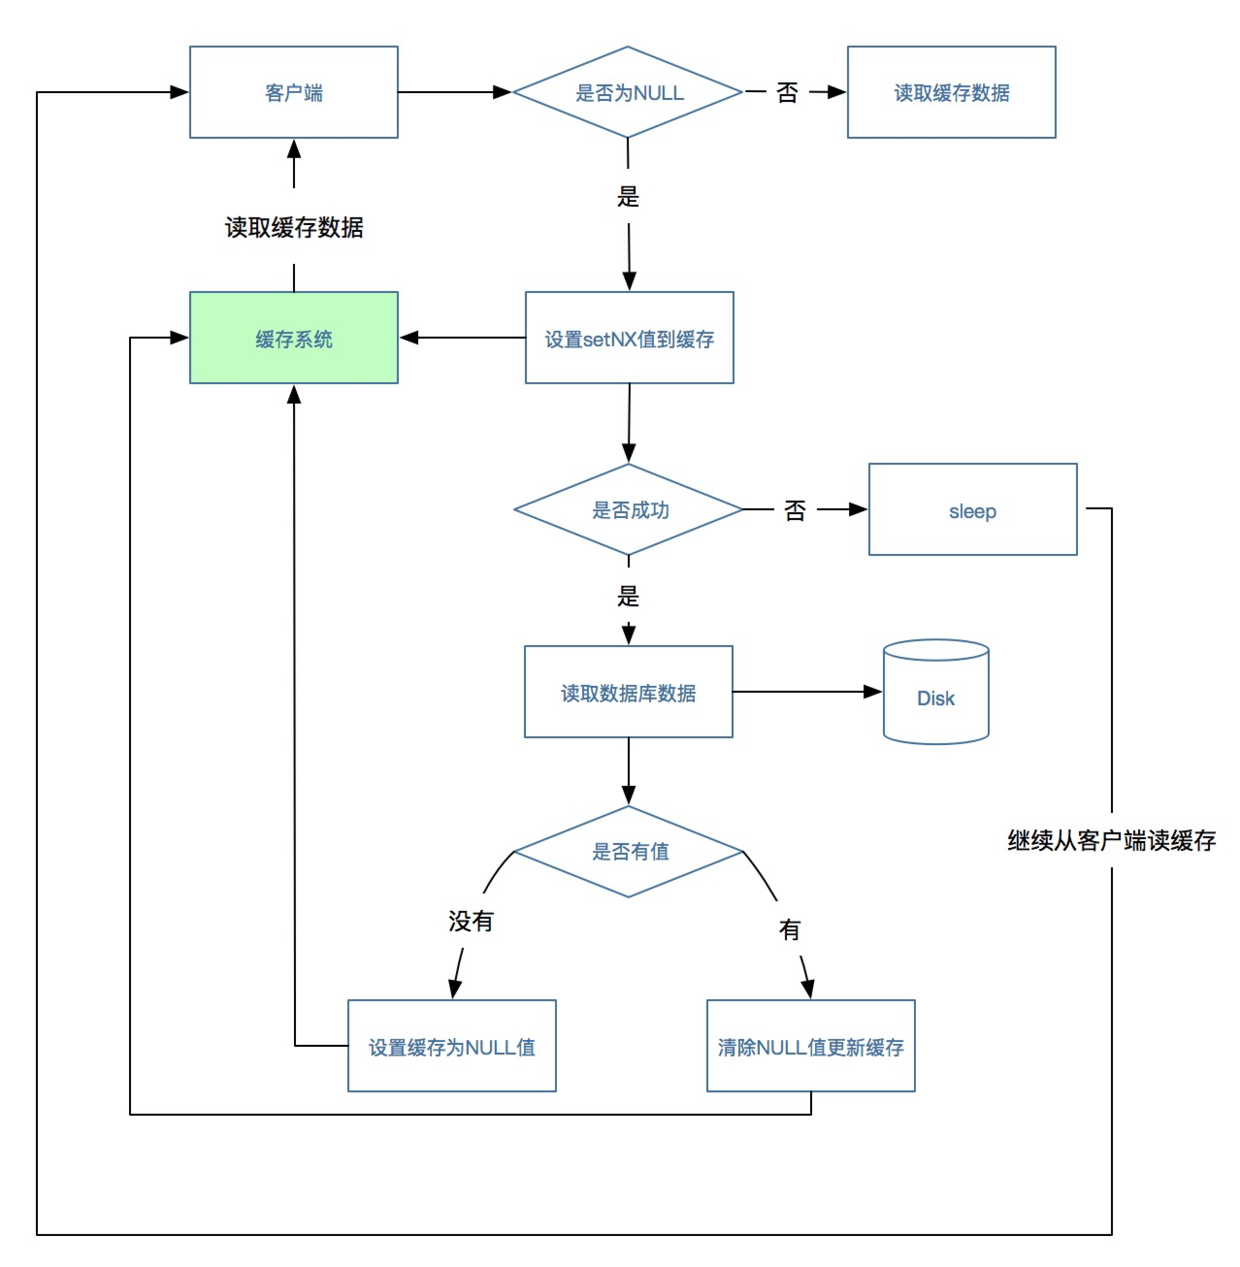 客户端
是否为NULL
否
读取缓存数据
是
读取缓存数据
缓存系统
设置setNX值到缓存
是否成功
否
sleep
是
读取数据库数据
Disk
继续从客户端读缓存
是否有值
没有
有
设置缓存为NULL值
清除NULL值更新缓存